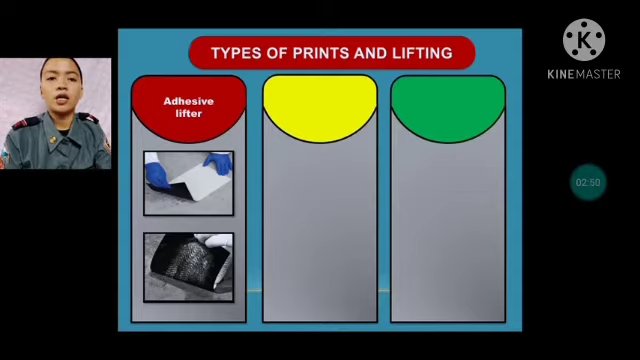 TYPES OF PRINTS AND LIFTING
K
KINEMASTER
Adhesive
lifter
02:50